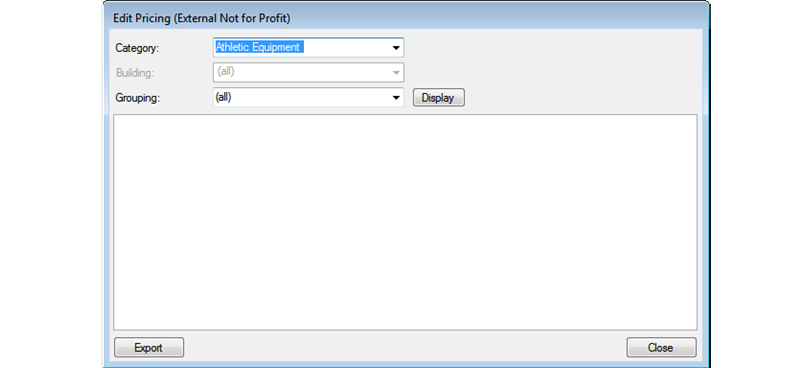 Edit Pricing (External Not for Profit)
Category: Athletic Equipment
Building: (all)
Grouping: (all) Display
Export Close